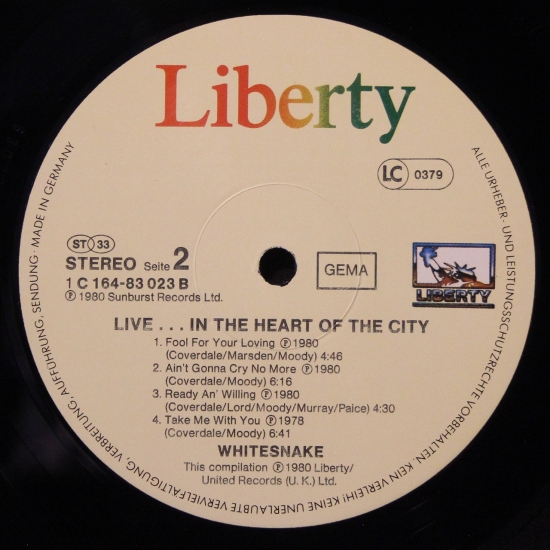 Liberty
LC 0379
ST 33
STEREO Seite 2
1 C 164-83 023 B
℗ 1980 Sunburst Records Ltd.
GEMA
LIBERTY
LIVE . . . IN THE HEART OF THE CITY
1. Fool For Your Loving ℗ 1980
(Coverdale/Marsden/Moody) 4:46
2. Ain't Gonna Cry No More ℗ 1980
(Coverdale/Moody) 6:16
3. Ready An' Willing ℗ 1980
(Coverdale/Lord/Moody/Murray/Paice) 4:30
4. Take Me With You ℗ 1978
(Coverdale/Moody) 6:41
WHITESNAKE
This compilation ℗ 1980 Liberty/
United Records (U. K.) Ltd.
ALLE URHEBER- UND LEISTUNGSSCHUTZRECHTE VORBEHALTEN. KEIN VERLEIH! KEINE UNERLAUBTE VERVIELFÄLTIGUNG, VERBREITUNG, AUFFÜHRUNG, SENDUNG · MADE IN GERMANY